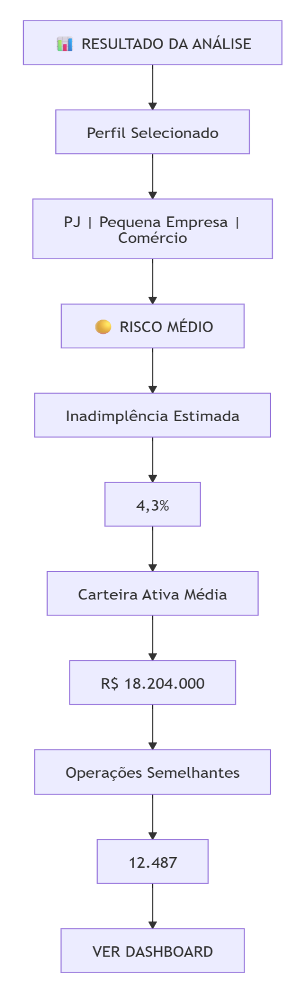 📊 RESULTADO DA ANÁLISE
Perfil Selecionado
PJ | Pequena Empresa |
Comércio
🟡 RISCO MÉDIO
Inadimplência Estimada
4,3%
Carteira Ativa Média
R$ 18.204.000
Operações Semelhantes
12.487
VER DASHBOARD